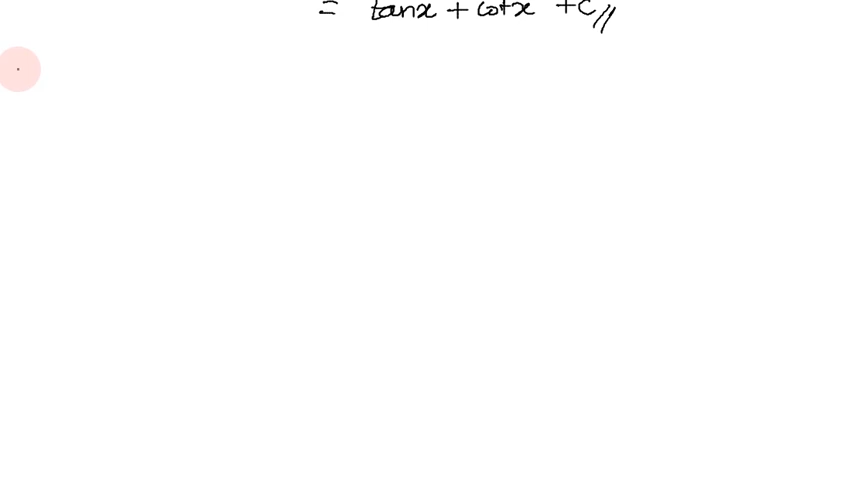 = tanx + cotx + C //